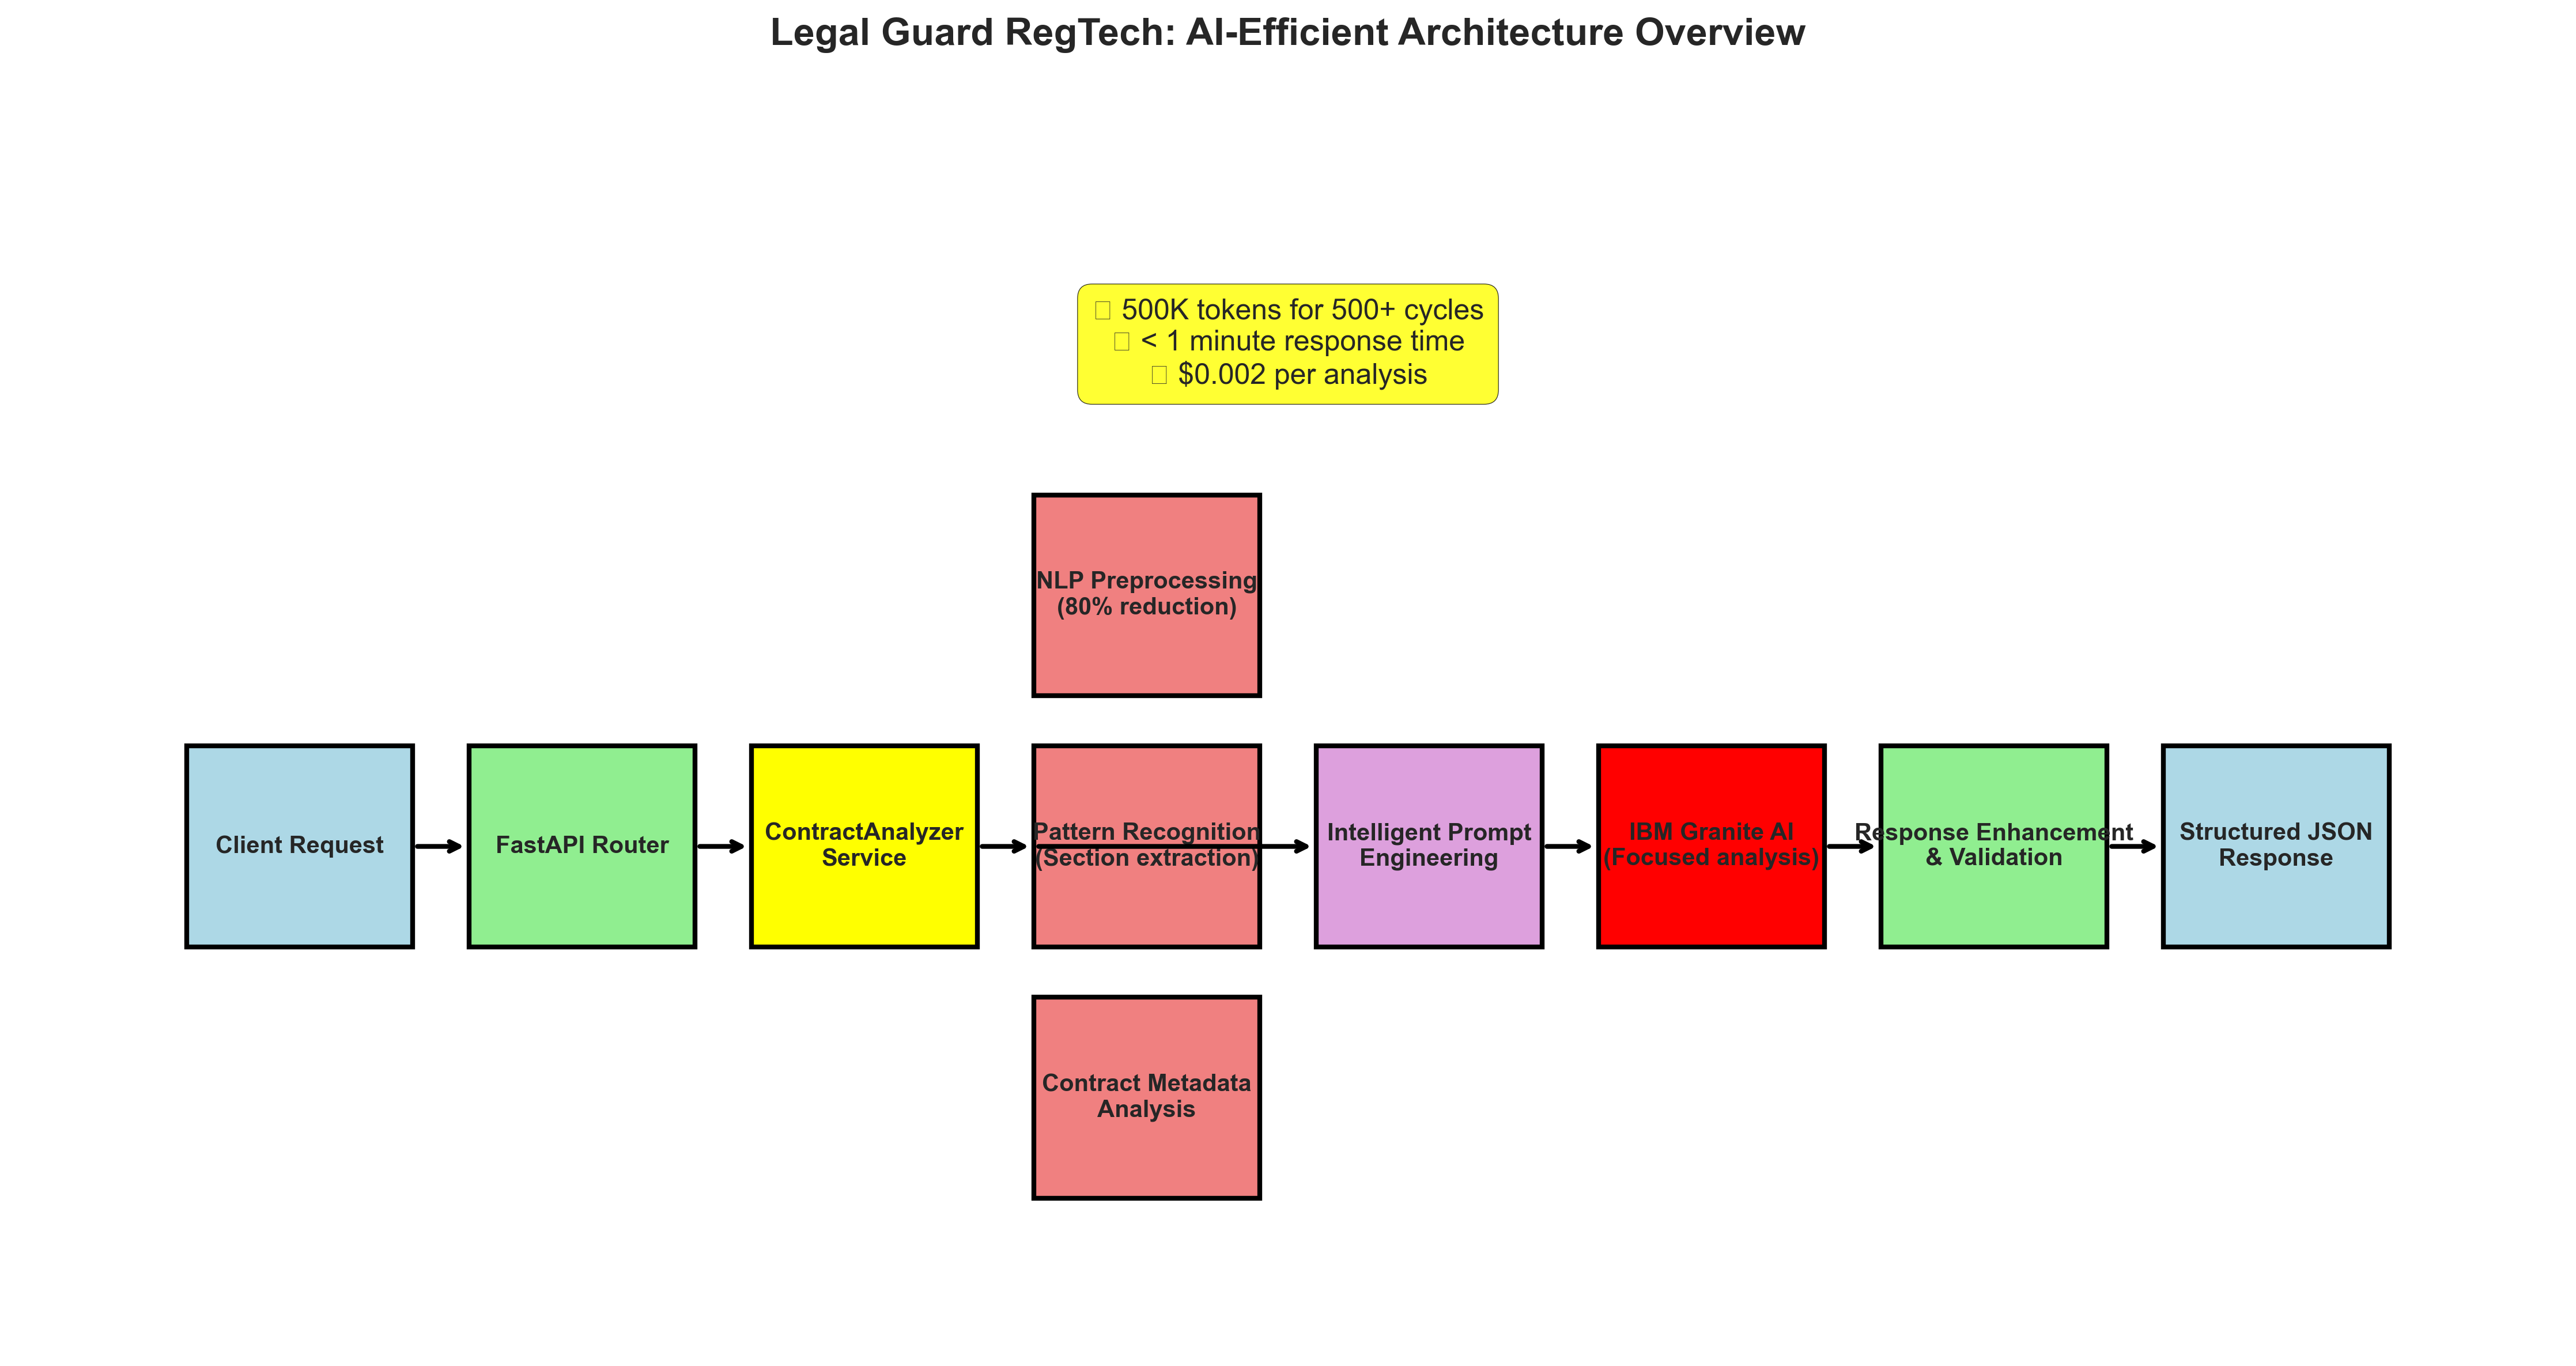 Legal Guard RegTech: AI-Efficient Architecture Overview
500K tokens for 500+ cycles
< 1 minute response time
$0.002 per analysis
NLP Preprocessing
(80% reduction)
Client Request
FastAPI Router
ContractAnalyzer
Service
Pattern Recognition
(Section extraction)
Intelligent Prompt
Engineering
IBM Granite AI
(Focused analysis)
Response Enhancement
& Validation
Structured JSON
Response
Contract Metadata
Analysis